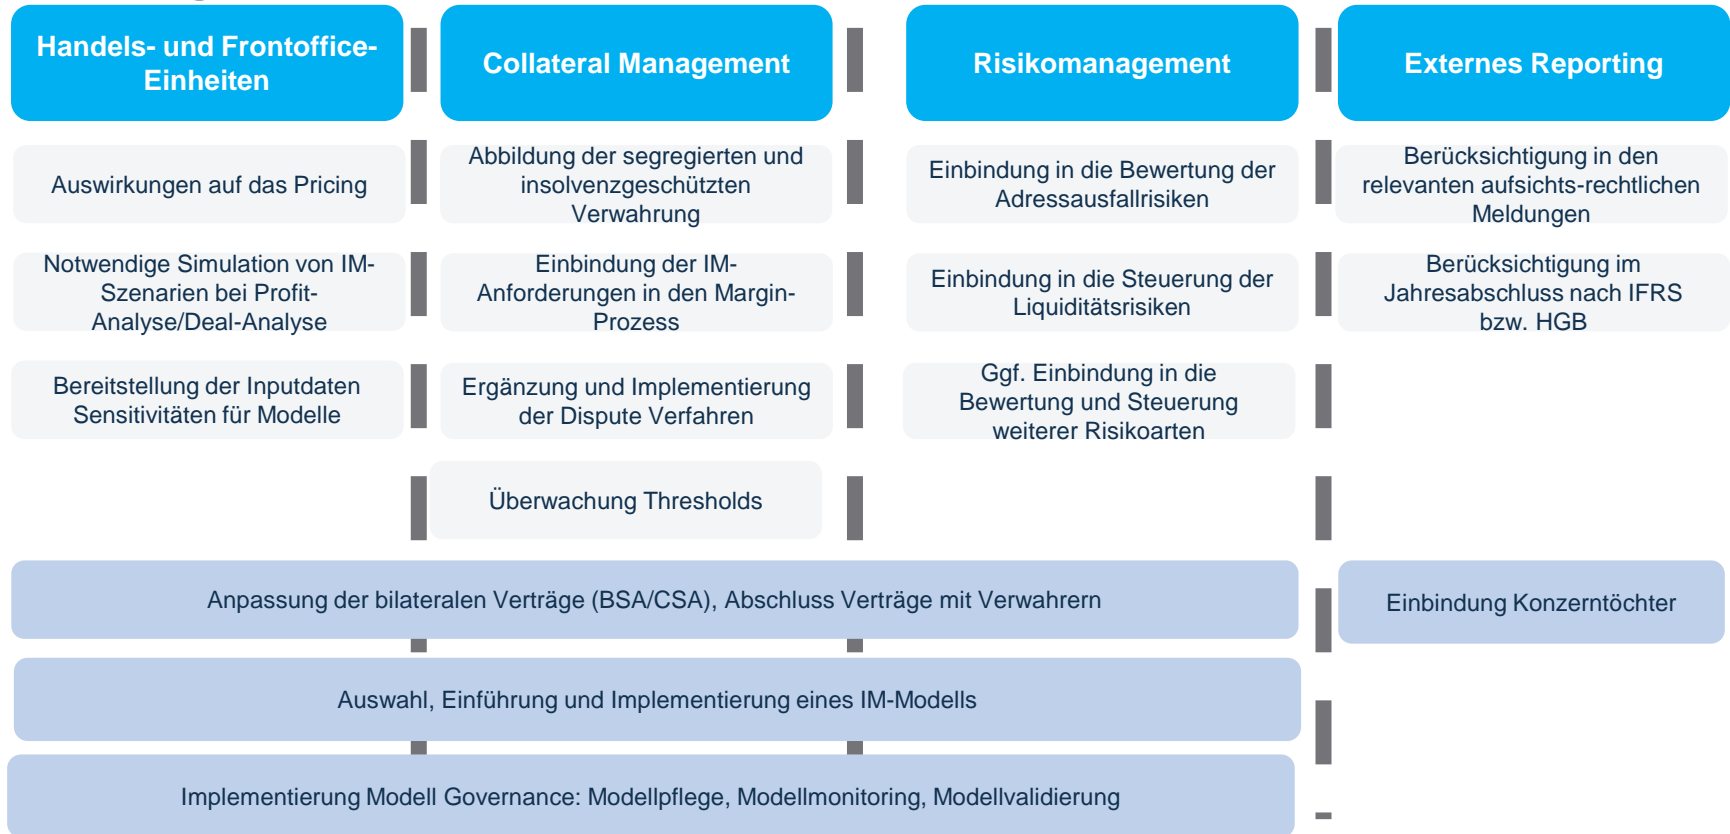 Handels- und Frontoffice-
Einheiten
Collateral Management
Risikomanagement
Externes Reporting
Auswirkungen auf das Pricing
Abbildung der segregierten und
insolvenzgeschützten
Verwahrung
Einbindung in die Bewertung der
Adressausfallrisiken
Berücksichtigung in den
relevanten aufsichts-rechtlichen
Meldungen
Notwendige Simulation von IM-
Szenarien bei Profit-
Analyse/Deal-Analyse
Einbindung der IM-
Anforderungen in den Margin-
Prozess
Einbindung in die Steuerung der
Liquiditätsrisiken
Berücksichtigung im
Jahresabschluss nach IFRS
bzw. HGB
Bereitstellung der Inputdaten
Sensitivitäten für Modelle
Ergänzung und Implementierung
der Dispute Verfahren
Ggf. Einbindung in die
Bewertung und Steuerung
weiterer Risikoarten
Überwachung Thresholds
Anpassung der bilateralen Verträge (BSA/CSA), Abschluss Verträge mit Verwahrern
Einbindung Konzerntöchter
Auswahl, Einführung und Implementierung eines IM-Modells
Implementierung Modell Governance: Modellpflege, Modellmonitoring, Modellvalidierung